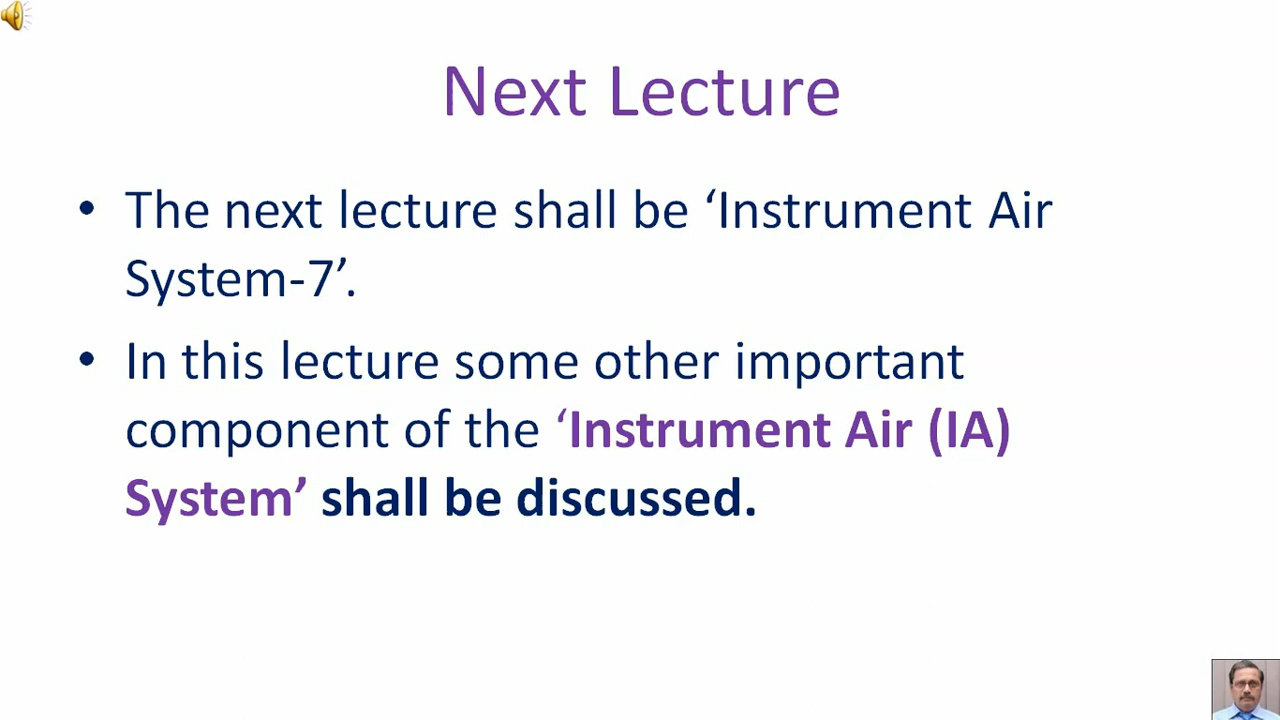 Next Lecture
• The next lecture shall be ‘Instrument Air
System-7’.
• In this lecture some other important
component of the ‘Instrument Air (IA)
System’ shall be discussed.